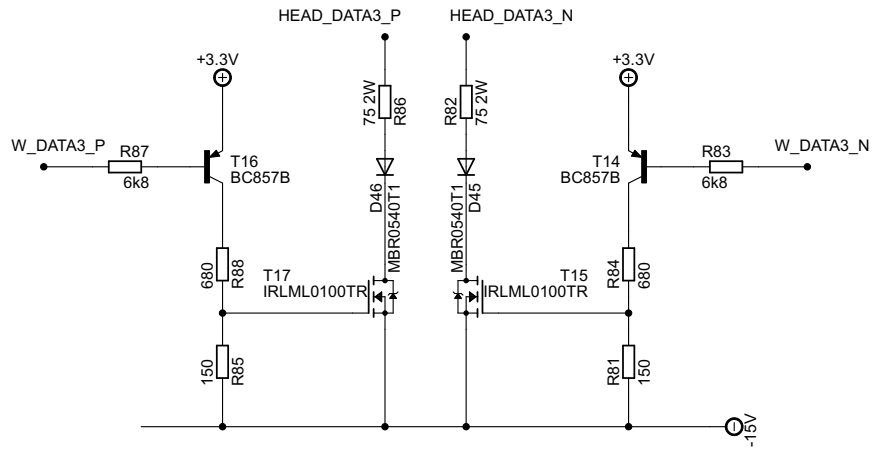 HEAD_DATA3_P
HEAD_DATA3_N
+3.3V
+3.3V
75 2W
R86
R82
75 2W
W_DATA3_P
R87
6k8
T16
BC857B
T14
BC857B
R83
6k8
W_DATA3_N
D46
MBR0540T1
MBR0540T1
D45
680
R88
T17
IRLML0100TR
T15
IRLML0100TR
R84
680
150
R85
R81
150
-15V